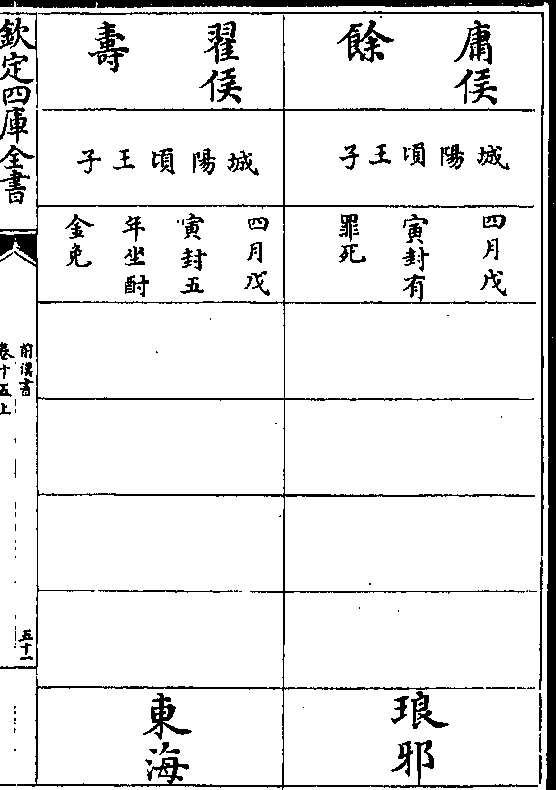 庸侯
餘
城陽頃王子
四月戊
寅封有
罪死
琅邪
翟侯
壽
城陽頃王子
四月戊
寅封五
年坐酎
金免
東海
欽定四庫全書
前漢書
卷十五上
五十一